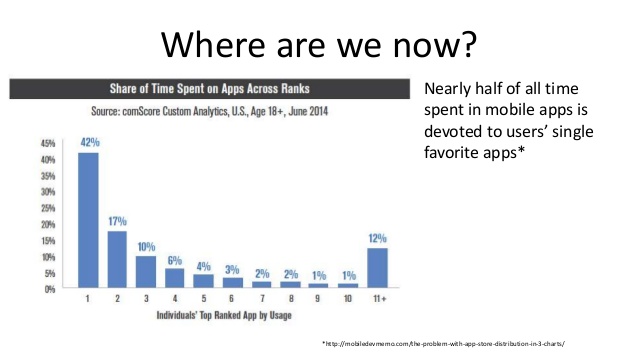 Where are we now?
Share of Time Spent on Apps Across Ranks
Source: comScore Custom Analytics, U.S., Age 18+, June 2014
45%
40%
35%
30%
25%
20%
15%
10%
5%
0%
42%
17%
10%
6%
4%
3%
2%
2%
1%
1%
12%
1 2 3 4 5 6 7 8 9 10 11+
Individuals' Top Ranked App by Usage
Nearly half of all time
spent in mobile apps is
devoted to users’ single
favorite apps*
*http://mobiledevmemo.com/the-problem-with-app-store-distribution-in-3-charts/